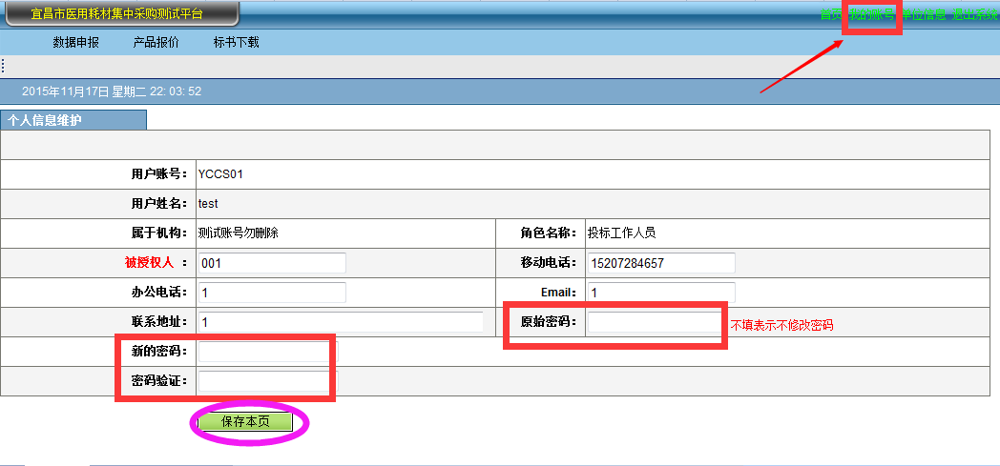 宜昌市医用耗材集中采购测试平台
首页 我的账号 单位信息 退出系统
数据申报 产品报价 标书下载
2015年11月17日 星期二 22: 03: 52
个人信息维护
用户账号： YCCS01
用户姓名： test
属于机构： 测试账号勿删除 角色名称： 投标工作人员
被授权人 ： 001 移动电话： 15207284657
办公电话： 1 Email： 1
联系地址： 1 原始密码： 不填表示不修改密码
新的密码：
密码验证：
保存本页